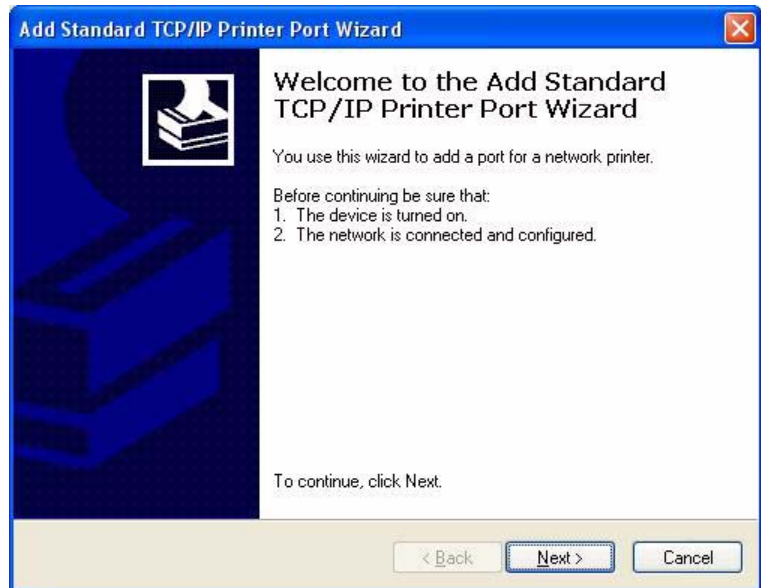 Add Standard TCP/IP Printer Port Wizard
Welcome to the Add Standard
TCP/IP Printer Port Wizard
You use this wizard to add a port for a network printer.
Before continuing be sure that:
1. The device is turned on.
2. The network is connected and configured.
To continue, click Next.
< Back Next > Cancel